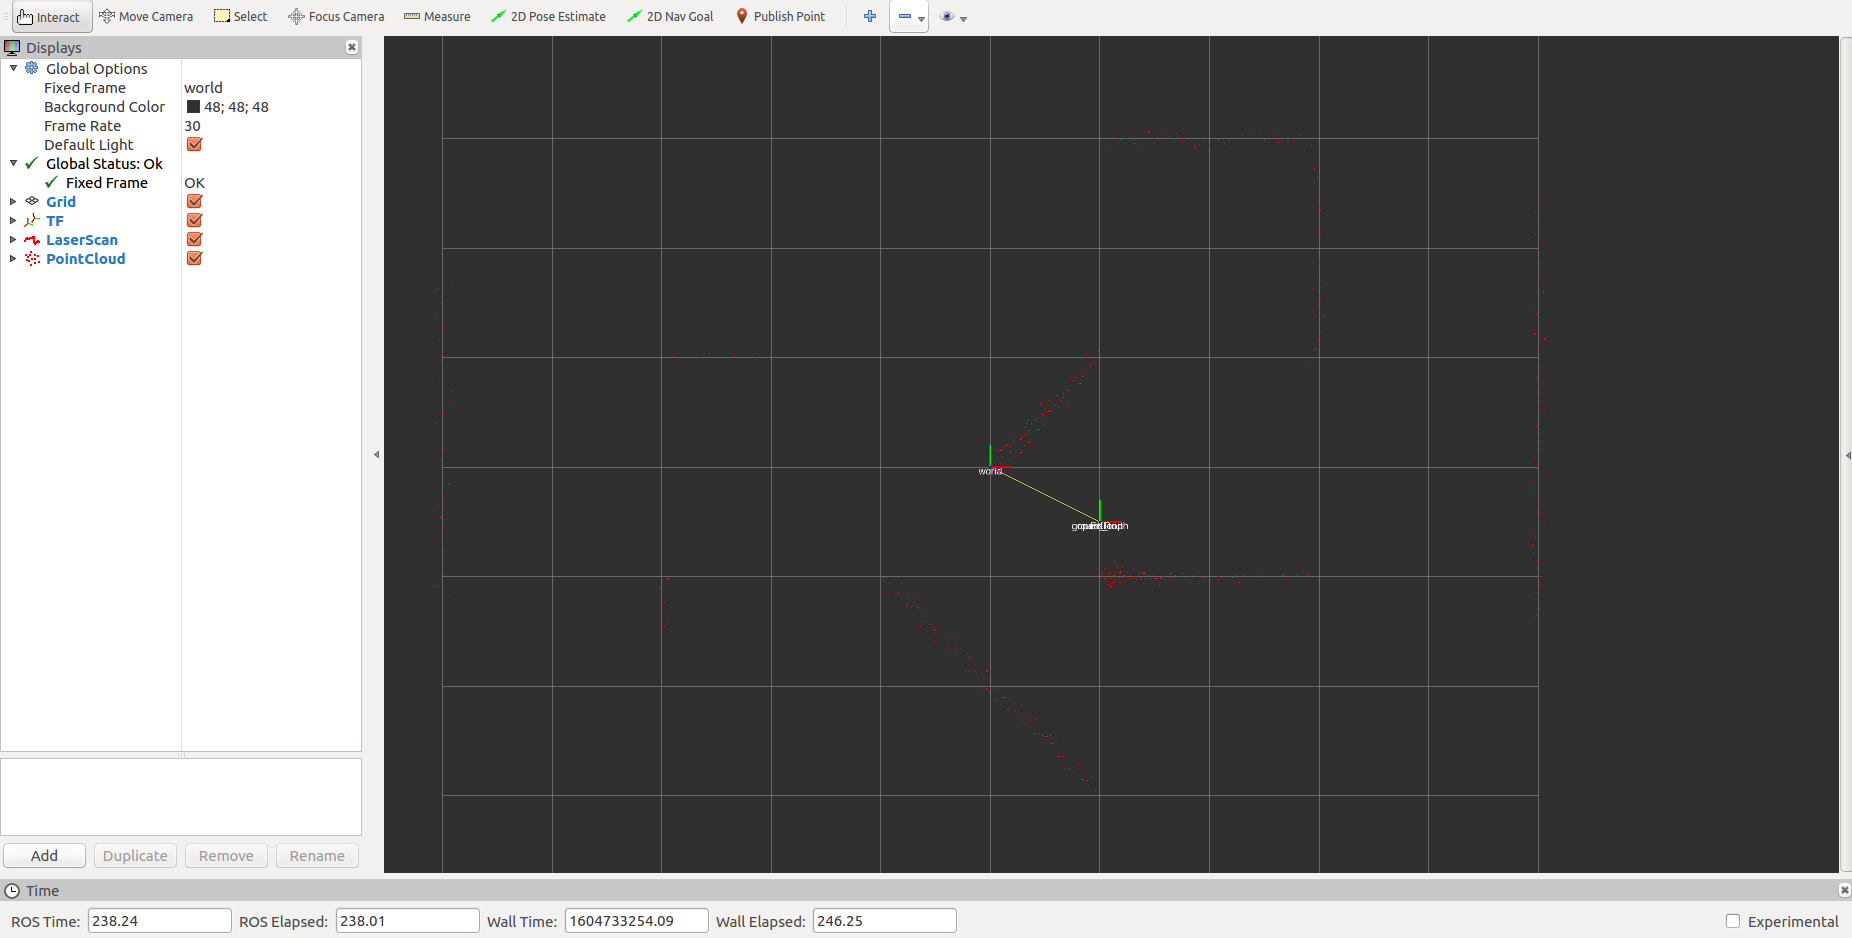 Interact Move Camera Select Focus Camera Measure 2D Pose Estimate 2D Nav Goal Publish Point
Displays
Global Options
Fixed Frame world
Background Color 48; 48; 48
Frame Rate 30
Default Light
Global Status: Ok
Fixed Frame OK
Grid
TF
LaserScan
PointCloud
world
Add Duplicate Remove Rename
Time
ROS Time: 238.24 ROS Elapsed: 238.01 Wall Time: 1604733254.09 Wall Elapsed: 246.25 Experimental